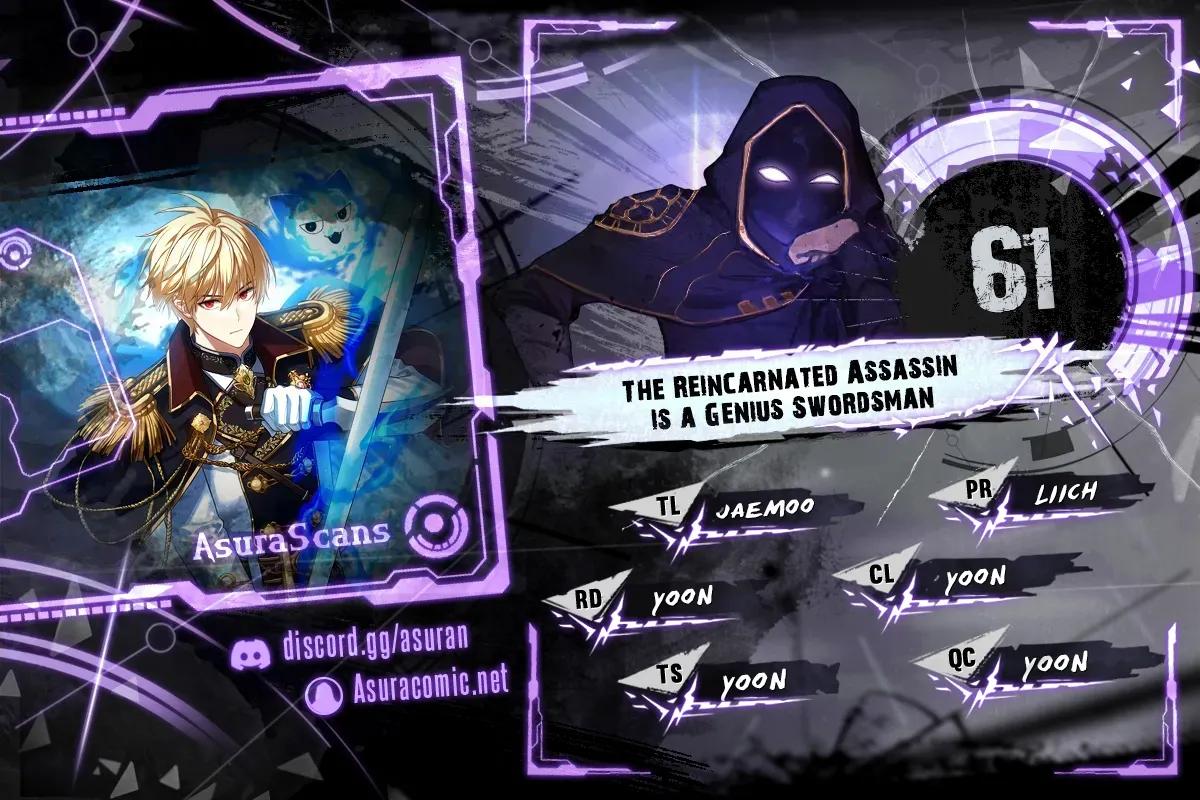 61
THE REINCARNATED ASSASSIN
IS A GENIUS SWORDSMAN
AsuraScans
TL JAEMOO
PR LIICH
RD YOON
CL YOON
TS YOON
QC YOON
discord.gg/asuran
Asuracomic.net